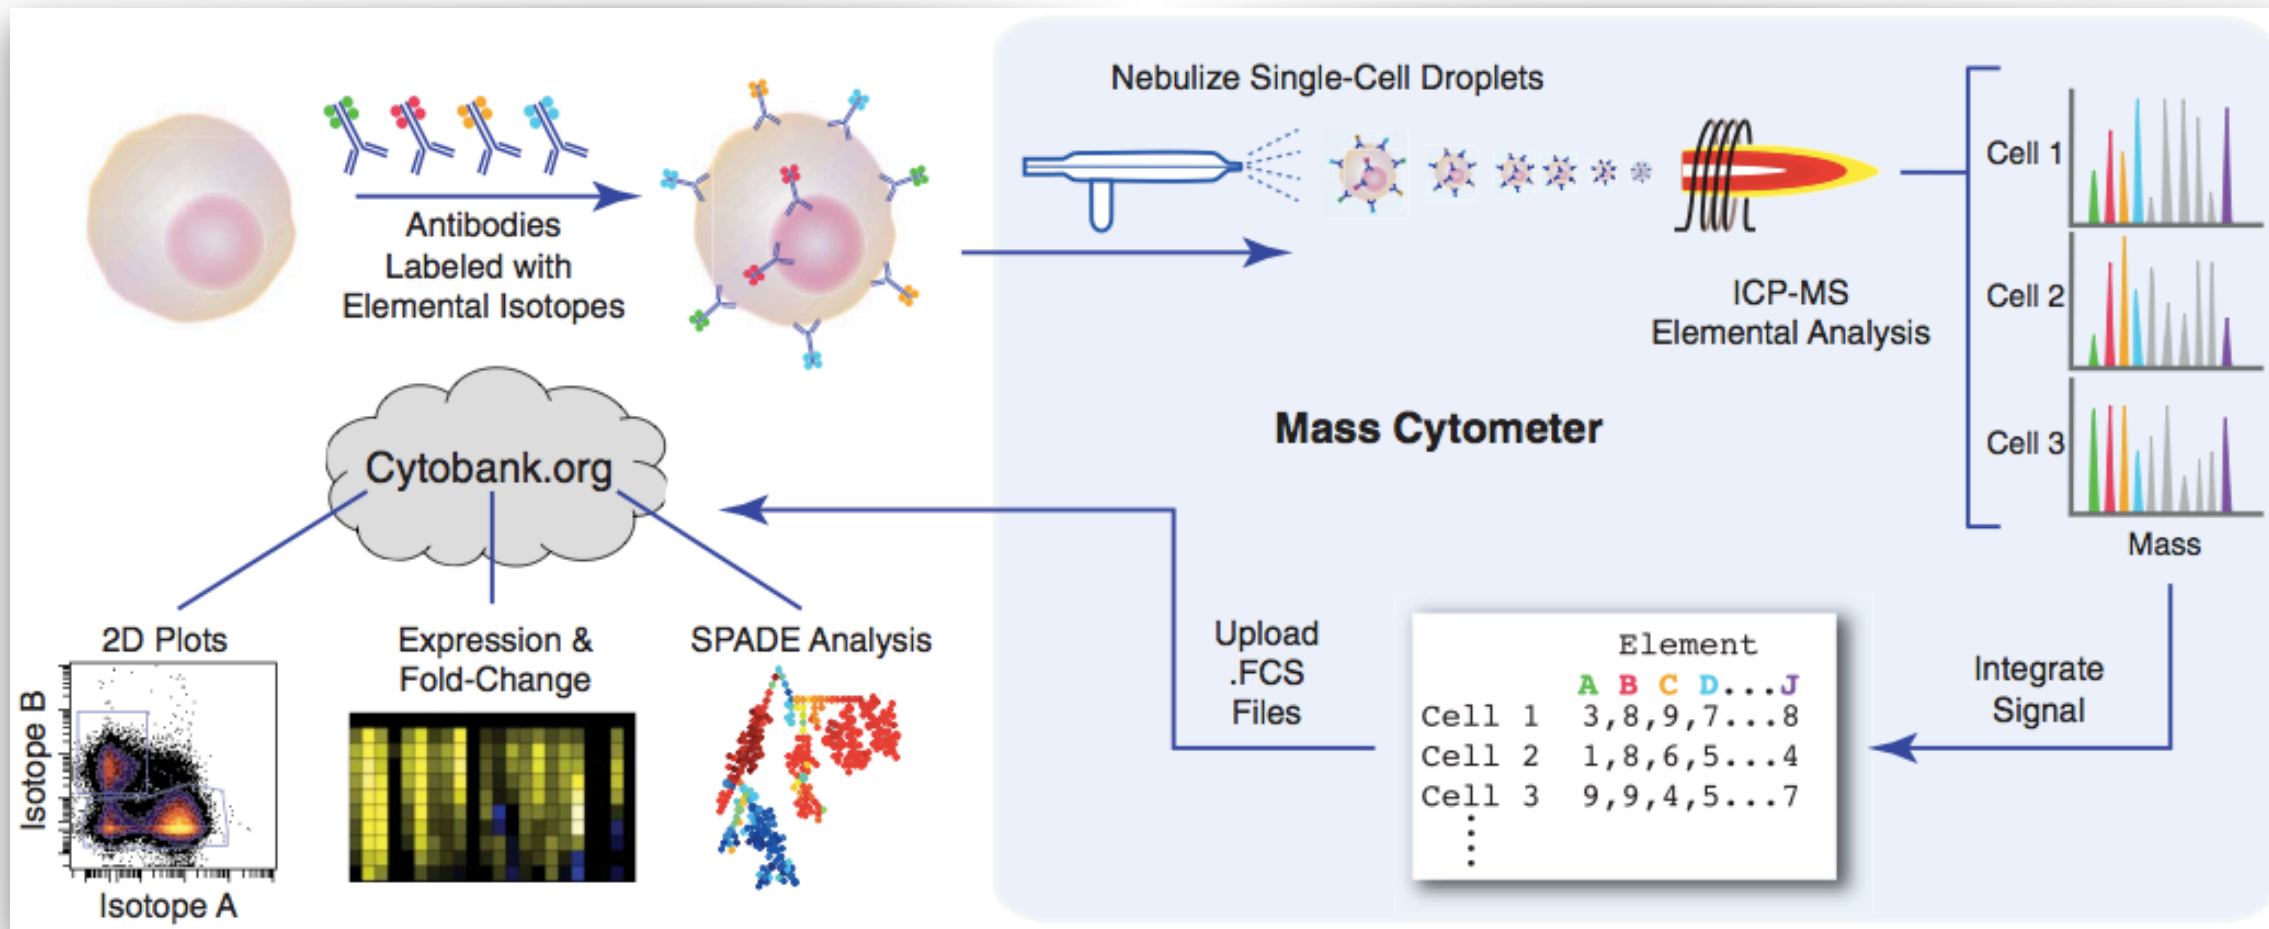 Nebulize Single-Cell Droplets
Antibodies
Labeled with
Elemental Isotopes
ICP-MS
Elemental Analysis
Cell 1
Cell 2
Cell 3
Mass
Mass Cytometer
Integrate
Signal
Element
A B C D...J
Cell 1 3,8,9,7...8
Cell 2 1,8,6,5...4
Cell 3 9,9,4,5...7
Upload
.FCS
Files
Cytobank.org
2D Plots
Isotope B
Isotope A
Expression &
Fold-Change
SPADE Analysis